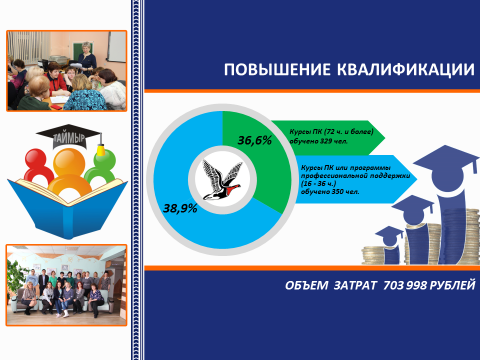 ПОВЫШЕНИЕ КВАЛИФИКАЦИИ
ТАЙМЫР
36,6%
Курсы ПК (72 ч. и более)
обучено 329 чел.
Курсы ПК или программы
профессиональной поддержки
(16 - 36 ч.)
обучено 350 чел.
38,9%
ОБЪЕМ ЗАТРАТ 703 998 РУБЛЕЙ